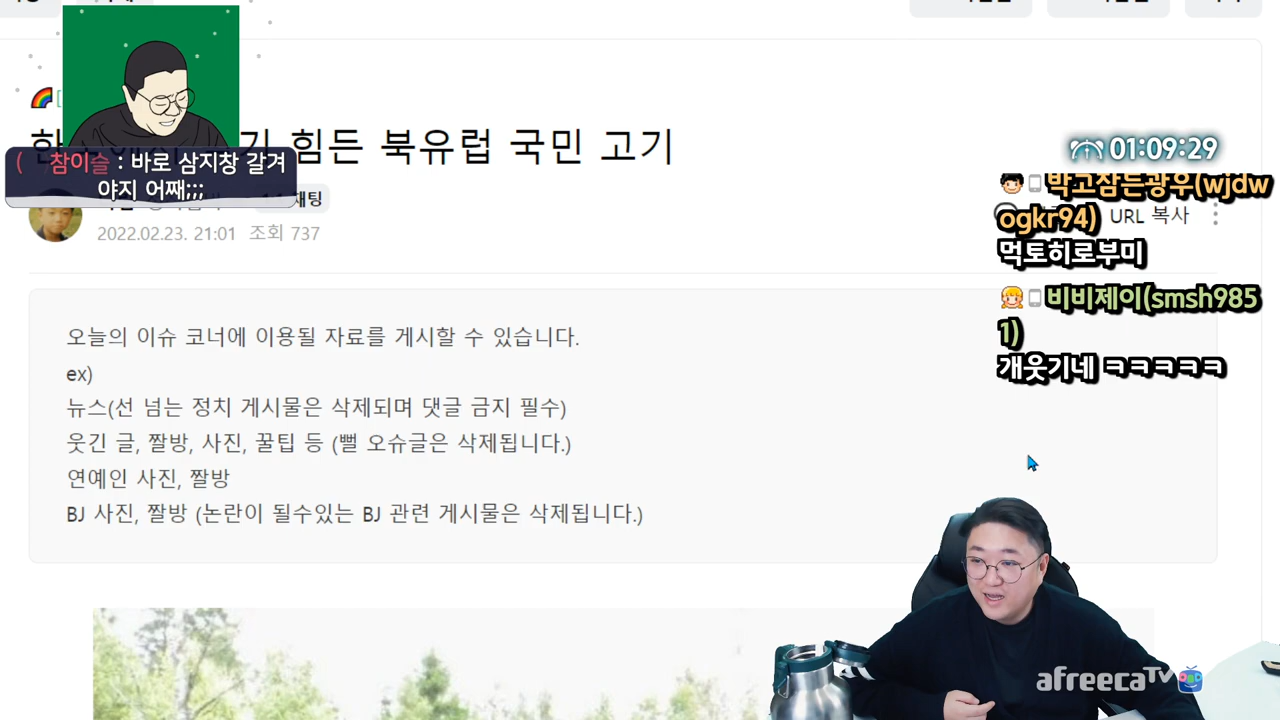 힘든 북유럽 국민 고기
( 참이슬 : 바로 삼지창 갈겨
야지 어째;;;
채팅
2022.02.23. 21:01 조회 737
01:09:29
박고잠든광우(wjdw
ogkr94)
URL 복사
먹토히로부미
비비제이(smsh985
1)
개웃기네 ㅋㅋㅋㅋㅋ
오늘의 이슈 코너에 이용될 자료를 게시할 수 있습니다.
ex)
뉴스(선 넘는 정치 게시물은 삭제되며 댓글 금지 필수)
웃긴 글, 짤방, 사진, 꿀팁 등 (뻘 오슈글은 삭제됩니다.)
연예인 사진, 짤방
BJ 사진, 짤방 (논란이 될수있는 BJ 관련 게시물은 삭제됩니다.)
afreecaTV